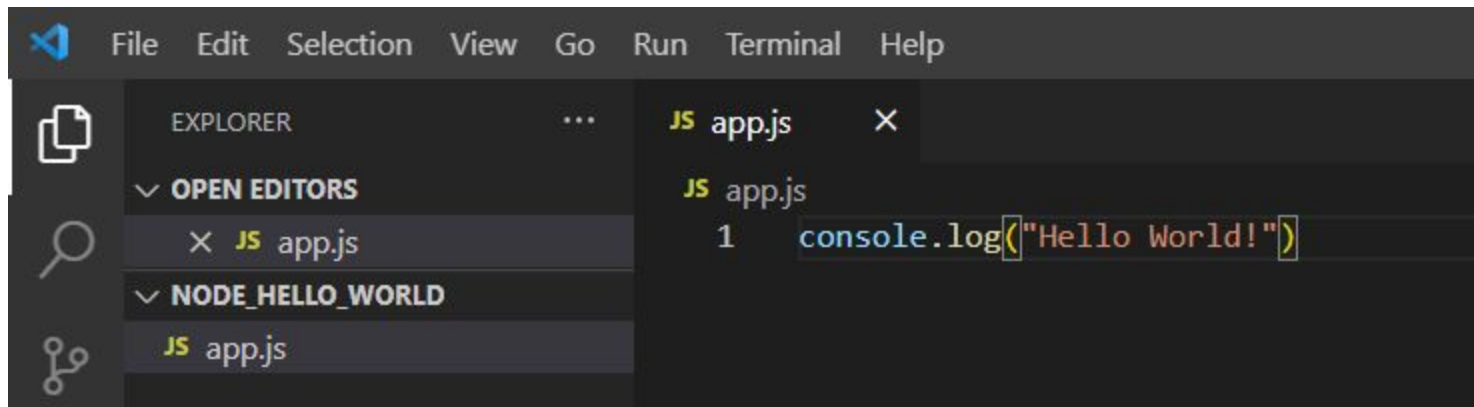 File Edit Selection View Go Run Terminal Help
EXPLORER ...
OPEN EDITORS
JS app.js
NODE_HELLO_WORLD
JS app.js
JS app.js
JS app.js
1 console.log("Hello World!")